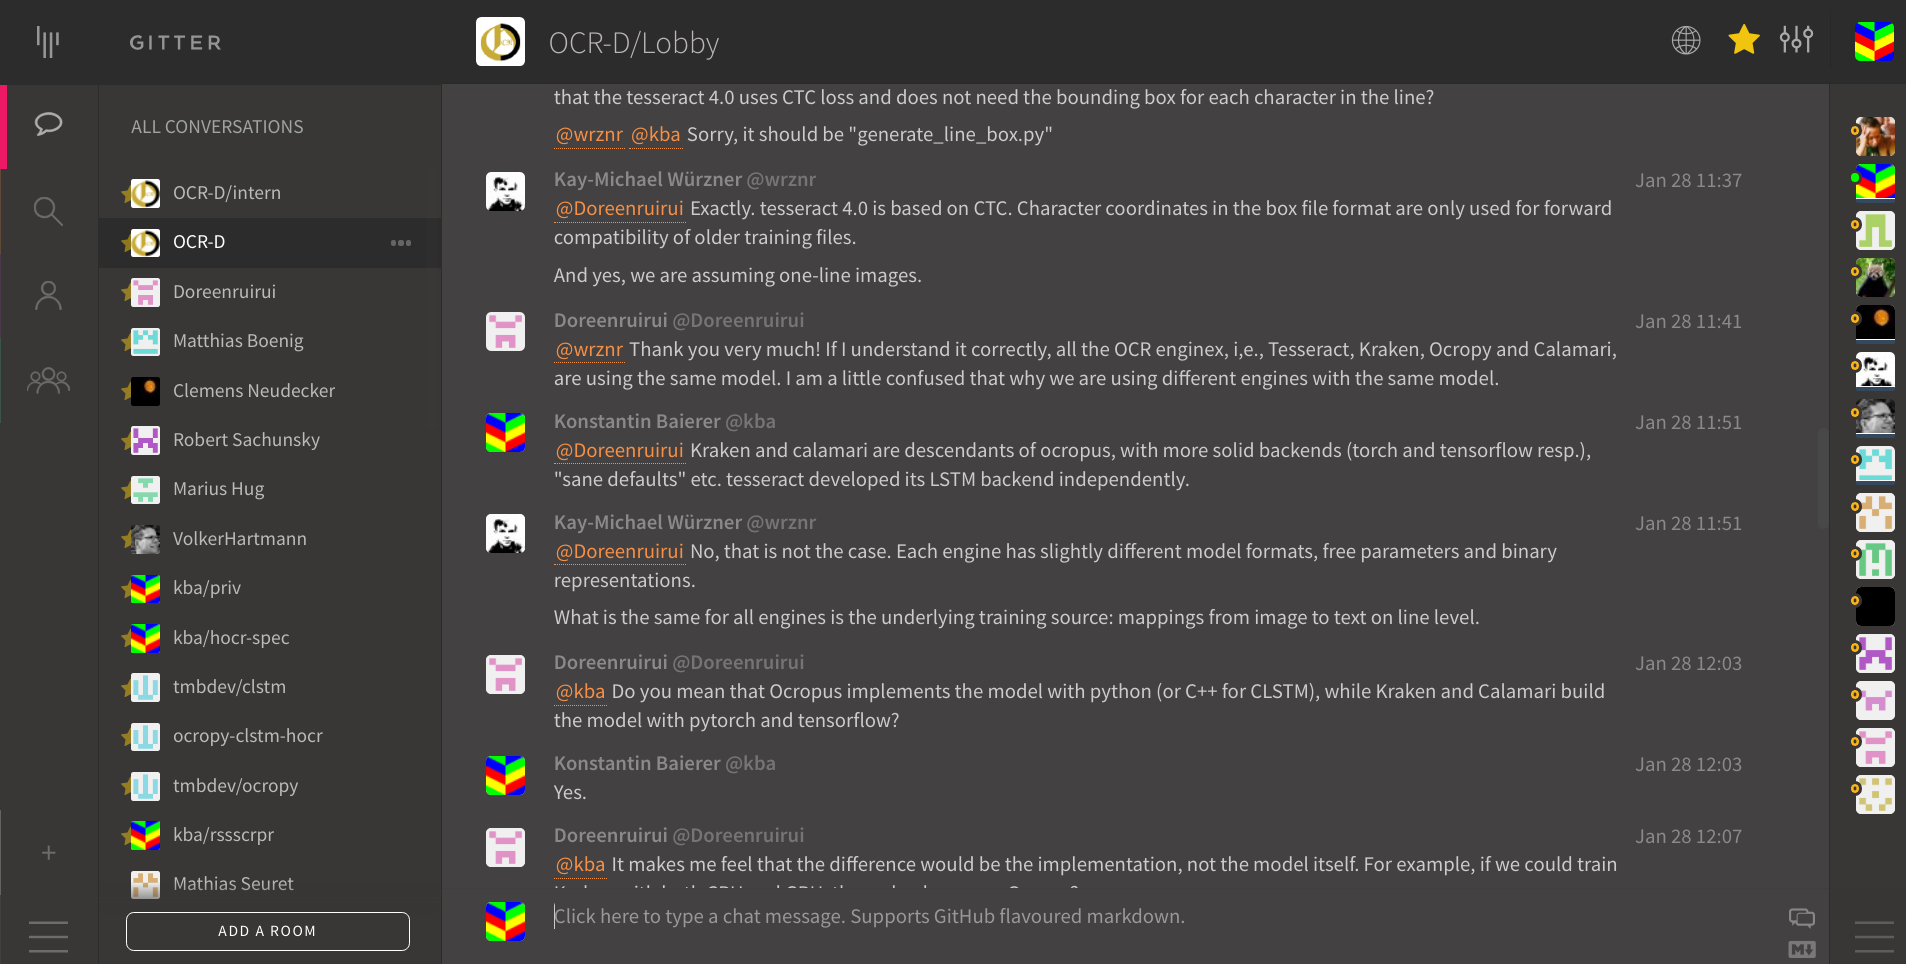 GITTER
OCR-D/Lobby
ALL CONVERSATIONS
OCR-D/intern
OCR-D
Doreenruirui
Matthias Boenig
Clemens Neudecker
Robert Sachunsky
Marius Hug
VolkerHartmann
kba/priv
kba/hocr-spec
tmbdev/clstm
ocropy-clstm-hocr
tmbdev/ocropy
kba/rssscrpr
Mathias Seuret
ADD A ROOM
that the tesseract 4.0 uses CTC loss and does not need the bounding box for each character in the line?
@wrznr @kba Sorry, it should be "generate_line_box.py"
Kay-Michael Würzner @wrznr Jan 28 11:37
@Doreenruirui Exactly. tesseract 4.0 is based on CTC. Character coordinates in the box file format are only used for forward
compatibility of older training files.
And yes, we are assuming one-line images.
Doreenruirui @Doreenruirui Jan 28 11:41
@wrznr Thank you very much! If I understand it correctly, all the OCR enginex, i,e., Tesseract, Kraken, Ocropy and Calamari,
are using the same model. I am a little confused that why we are using different engines with the same model.
Konstantin Baierer @kba Jan 28 11:51
@Doreenruirui Kraken and calamari are descendants of ocropus, with more solid backends (torch and tensorflow resp.),
"sane defaults" etc. tesseract developed its LSTM backend independently.
Kay-Michael Würzner @wrznr Jan 28 11:51
@Doreenruirui No, that is not the case. Each engine has slightly different model formats, free parameters and binary
representations.
What is the same for all engines is the underlying training source: mappings from image to text on line level.
Doreenruirui @Doreenruirui Jan 28 12:03
@kba Do you mean that Ocropus implements the model with python (or C++ for CLSTM), while Kraken and Calamari build
the model with pytorch and tensorflow?
Konstantin Baierer @kba Jan 28 12:03
Yes.
Doreenruirui @Doreenruirui Jan 28 12:07
@kba It makes me feel that the difference would be the implementation, not the model itself. For example, if we could train
Click here to type a chat message. Supports GitHub flavoured markdown.